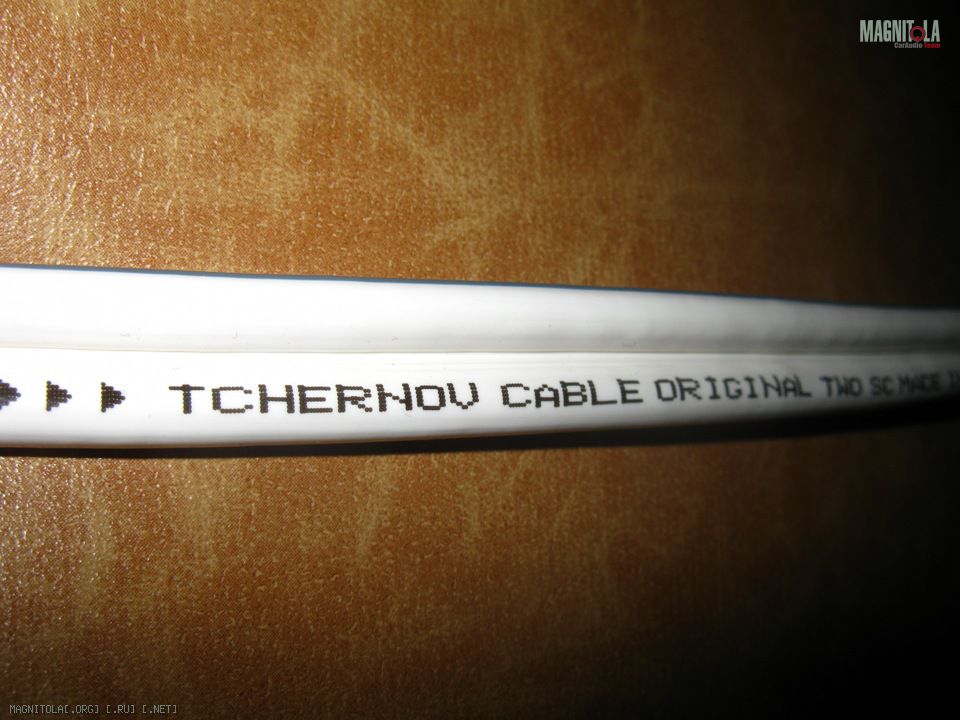 MAGNITOLA
CarAudio Team
TCHERNOV CABLE ORIGINAL TWO SC MADE
MAGNITOLA[.ORG] [.RU] [.NET]